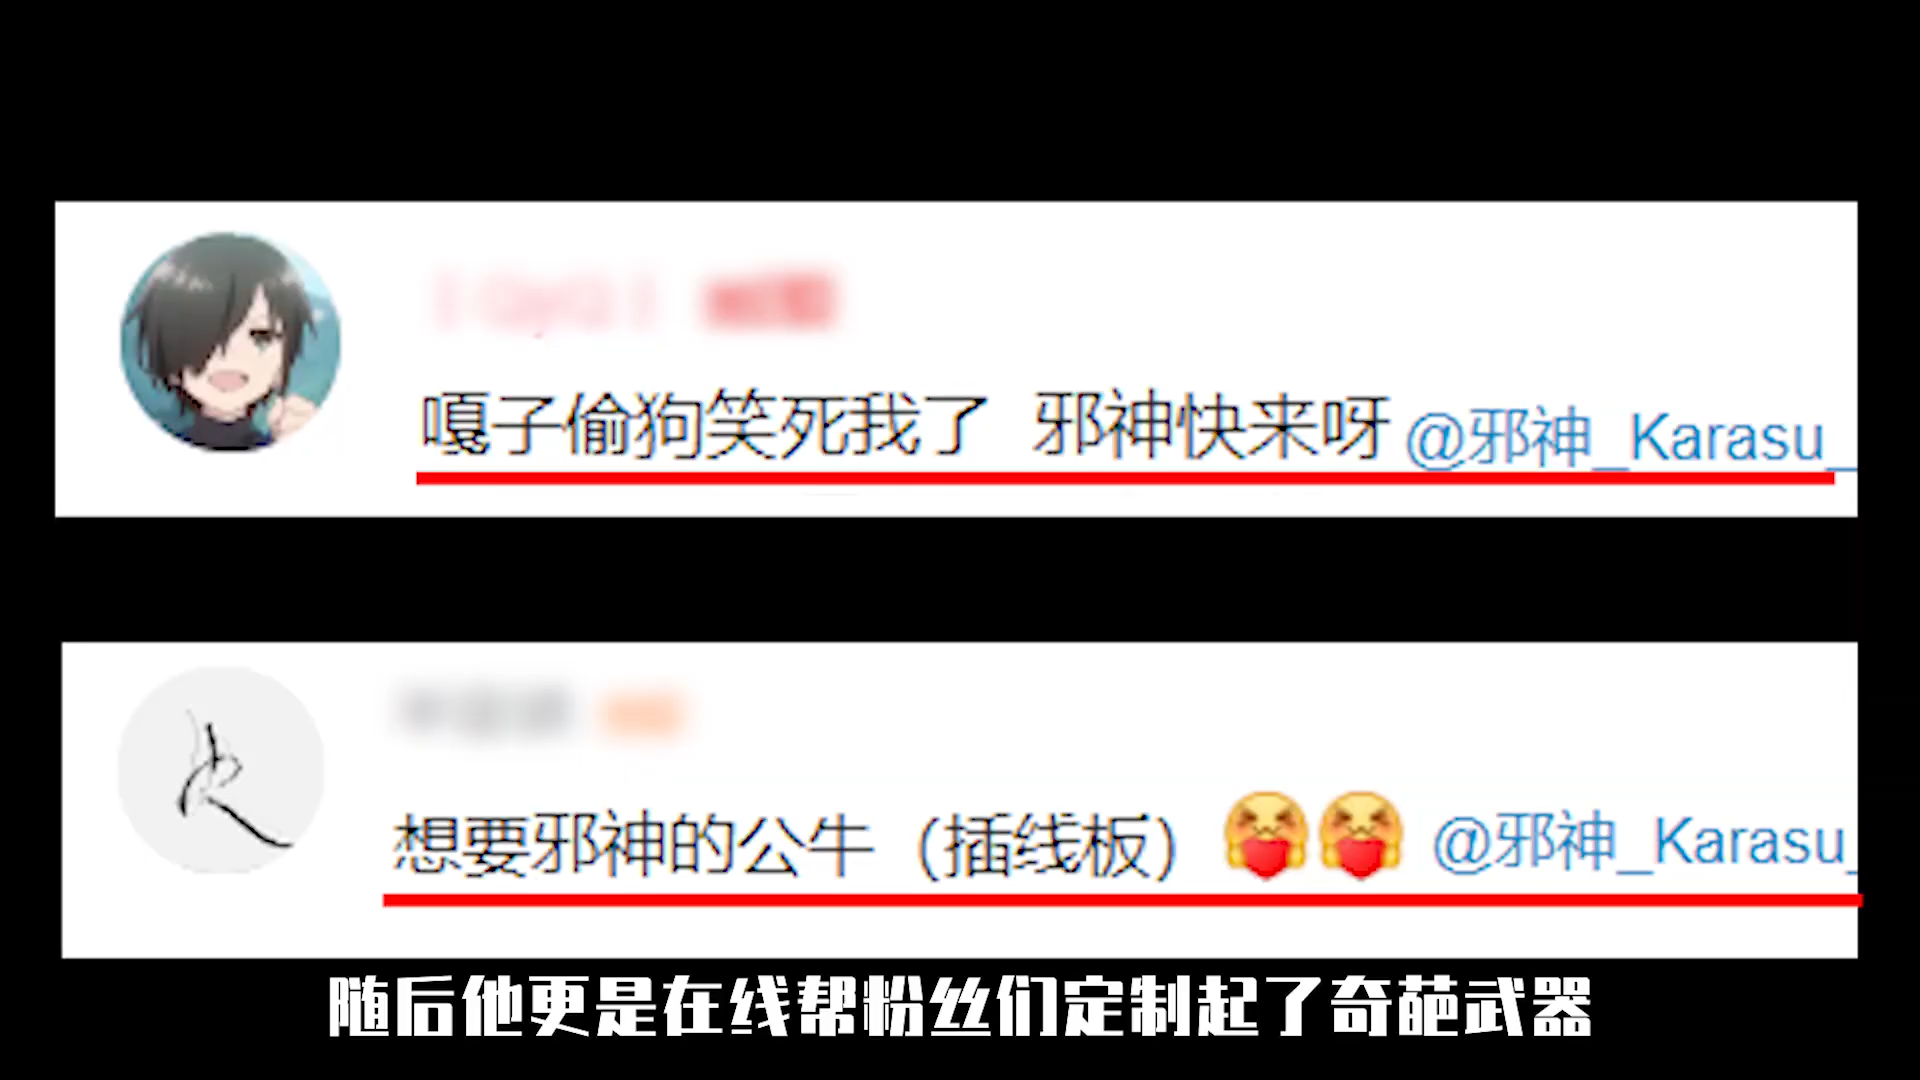 嘎子偷狗笑死我了 邪神快来呀 @邪神_Karasu_
想要邪神的公牛（插线板） @邪神_Karasu_
随后他更是在线帮粉丝们定制起了奇葩武器